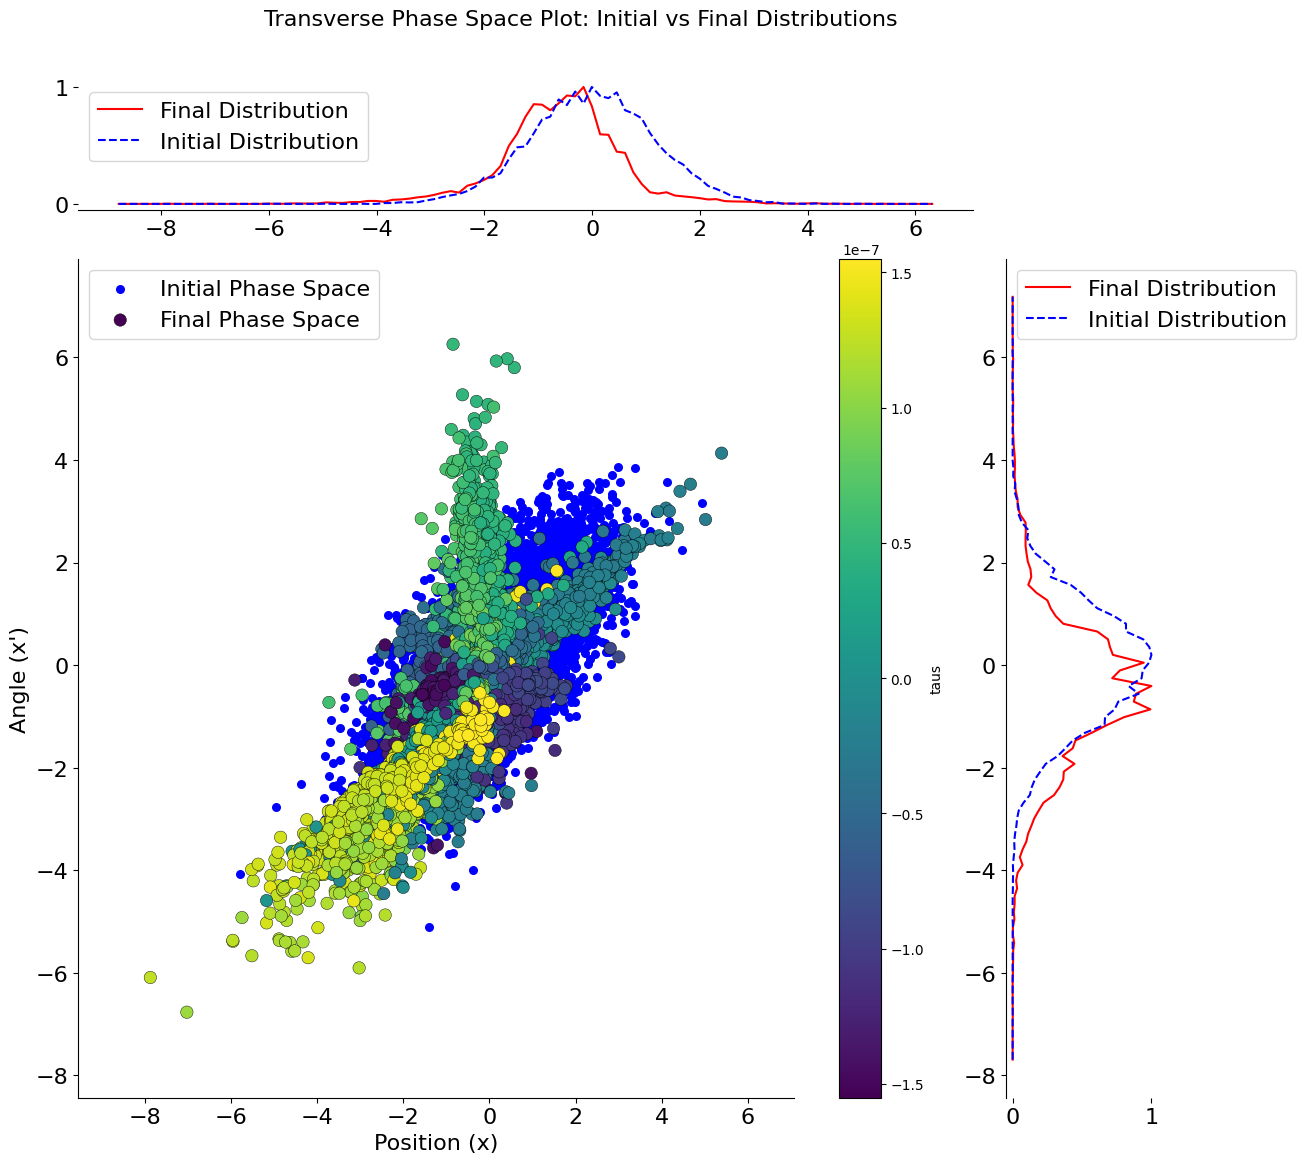 Transverse Phase Space Plot: Initial vs Final Distributions
1
0
Final Distribution
Initial Distribution
−8 −6 −4 −2 0 2 4 6
Initial Phase Space
Final Phase Space
6
4
2
0
−2
−4
−6
−8
Angle (x')
−8 −6 −4 −2 0 2 4 6
Position (x)
1e−7
1.5
1.0
0.5
0.0
−0.5
−1.0
−1.5
taus
Final Distribution
Initial Distribution
6
4
2
0
−2
−4
−6
−8
0 1